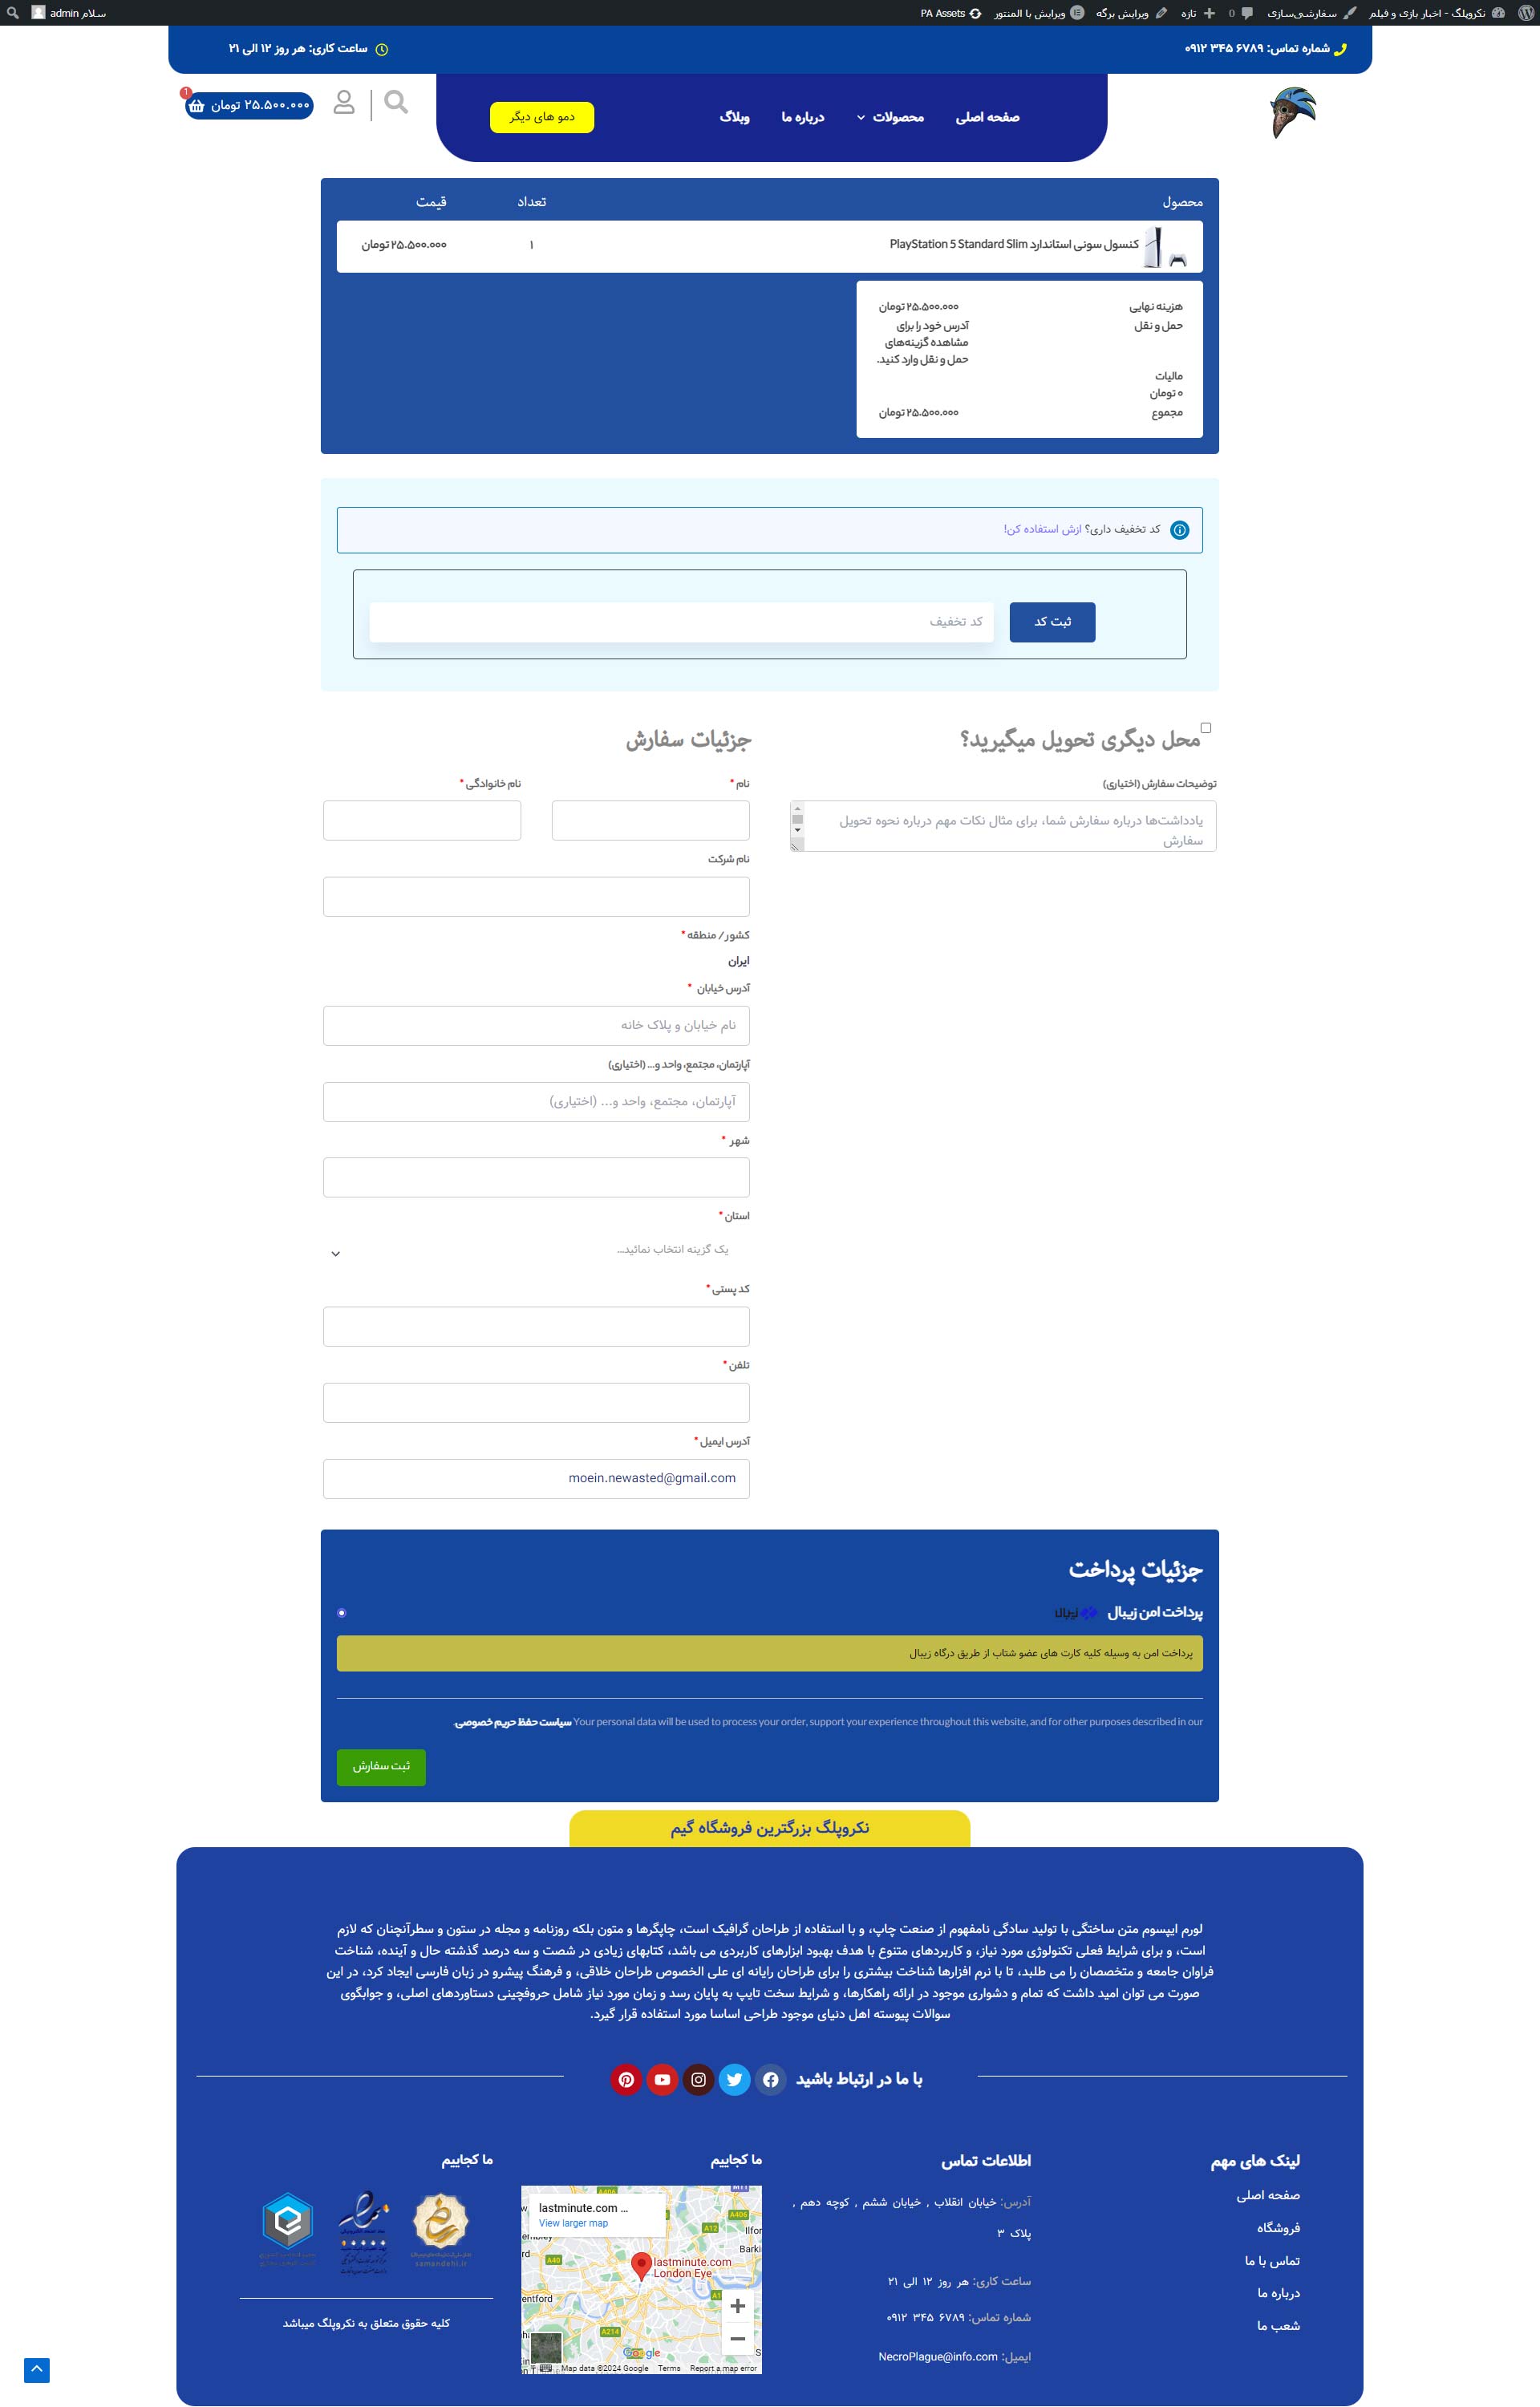 نکروپلگ - اخبار بازی و فیلم سفارشی‌سازی 0 تازه ویرایش برگه ویرایش با المنتور PA Assets سلام admin
شماره تماس: ۶۷۸۹ ۳۴۵ ۰۹۱۲
ساعت کاری: هر روز ۱۲ الی ۲۱
صفحه اصلی محصولات درباره ما وبلاگ دمو های دیگر
۲۵.۵۰۰.۰۰۰ تومان 1
محصول تعداد قیمت
کنسول سونی استاندارد PlayStation 5 Standard Slim ۱ ۲۵.۵۰۰.۰۰۰ تومان
هزینه نهایی ۲۵.۵۰۰.۰۰۰ تومان
حمل و نقل آدرس خود را برای
مشاهده گزینه‌های
حمل و نقل وارد کنید.
مالیات
۰ تومان
مجموع ۲۵.۵۰۰.۰۰۰ تومان
کد تخفیف داری؟ ازش استفاده کن!
ثبت کد کد تخفیف
محل دیگری تحویل میگیرید؟
توضیحات سفارش (اختیاری)
یادداشت‌ها درباره سفارش شما، برای مثال نکات مهم درباره نحوه تحویل
سفارش
جزئیات سفارش
نام * نام خانوادگی *
نام شرکت
کشور / منطقه *
ایران
آدرس خیابان *
نام خیابان و پلاک خانه
آپارتمان، مجتمع، واحد و... (اختیاری)
آپارتمان، مجتمع، واحد و... (اختیاری)
شهر *
استان *
یک گزینه انتخاب نمائید...
کد پستی *
تلفن *
آدرس ایمیل *
moein.newasted@gmail.com
جزئیات پرداخت
پرداخت امن زیبال زیبال
پرداخت امن به وسیله کلیه کارت های عضو شتاب از طریق درگاه زیبال
Your personal data will be used to process your order, support your experience throughout this website, and for other purposes described in our سیاست حفظ حریم خصوصی.
ثبت سفارش
نکروپلگ بزرگترین فروشگاه گیم
لورم ایپسوم متن ساختگی با تولید سادگی نامفهوم از صنعت چاپ، و با استفاده از طراحان گرافیک است، چاپگرها و متون بلکه روزنامه و مجله در ستون و سطرآنچنان که لازم
است، و برای شرایط فعلی تکنولوژی مورد نیاز، و کاربردهای متنوع با هدف بهبود ابزارهای کاربردی می باشد، کتابهای زیادی در شصت و سه درصد گذشته حال و آینده، شناخت
فراوان جامعه و متخصصان را می طلبد، تا با نرم افزارها شناخت بیشتری را برای طراحان رایانه ای علی الخصوص طراحان خلاقی، و فرهنگ پیشرو در زبان فارسی ایجاد کرد، در این
صورت می توان امید داشت که تمام و دشواری موجود در ارائه راهکارها، و شرایط سخت تایپ به پایان رسد و زمان مورد نیاز شامل حروفچینی دستاوردهای اصلی، و جوابگوی
سوالات پیوسته اهل دنیای موجود طراحی اساسا مورد استفاده قرار گیرد.
با ما در ارتباط باشید
لینک های مهم
صفحه اصلی
فروشگاه
تماس با ما
درباره ما
شعب ما
اطلاعات تماس
آدرس: خیابان انقلاب , خیابان ششم , کوچه دهم ,
پلاک ۳
ساعت کاری: هر روز ۱۲ الی ۲۱
شماره تماس: ۶۷۸۹ ۳۴۵ ۰۹۱۲
ایمیل: NecroPlague@info.com
ما کجاییم
lastminute.com ...
View larger map
M11
A406
A406
A12
A40
lastminute.com
London Eye
A214
Google
Map data ©2024 Google Terms Report a map error
ما کجاییم
samandehi.ir
کلیه حقوق متعلق به نکروپلگ میباشد